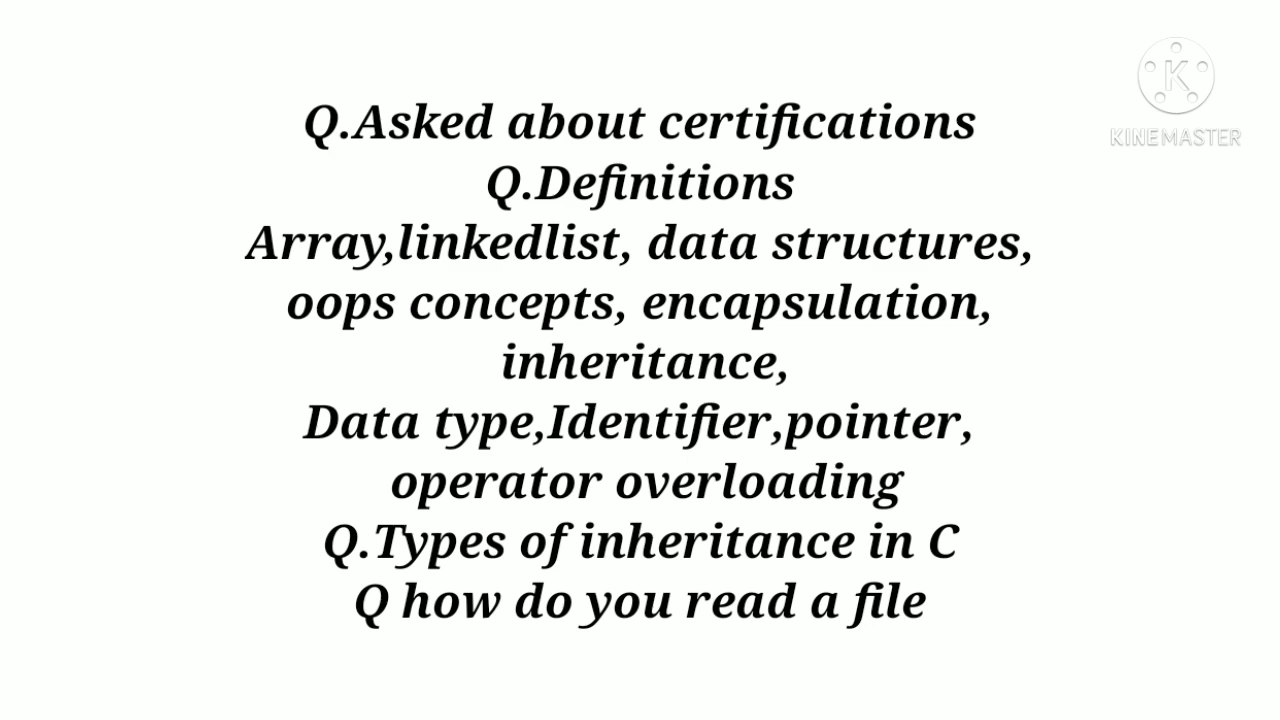 Q.Asked about certifications
Q.Definitions
Array,linkedlist, data structures,
oops concepts, encapsulation,
inheritance,
Data type,Identifier,pointer,
operator overloading
Q.Types of inheritance in C
Q how do you read a file
K
KINEMASTER